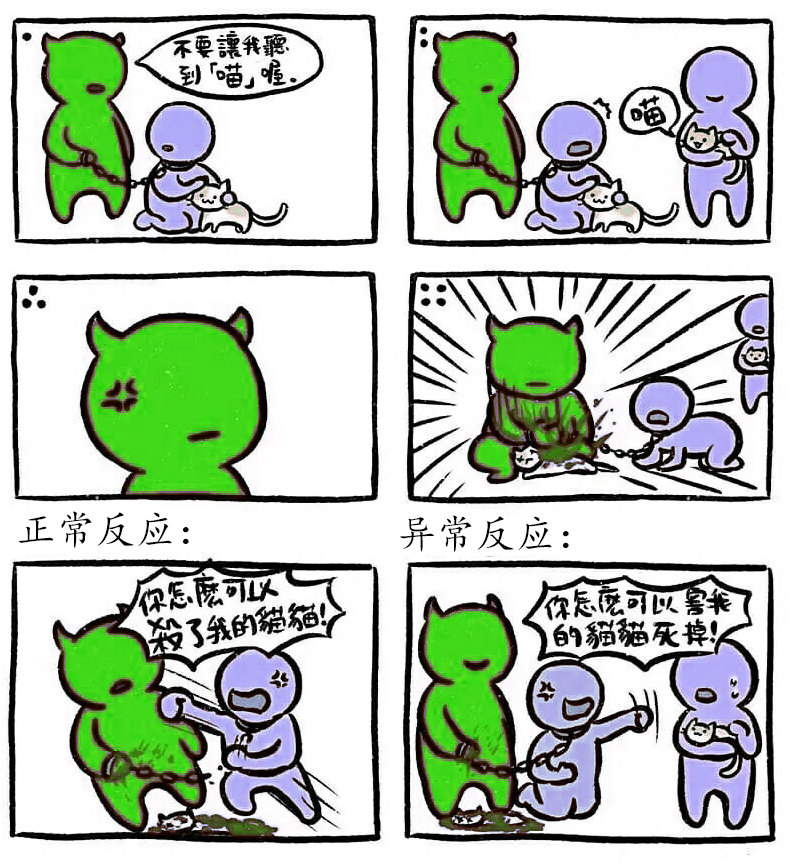 不要讓我聽
到「喵」喔.
喵
正常反应：
异常反应：
你怎麼可以
殺了我的貓貓!
你怎麼可以害我
的貓貓死掉!